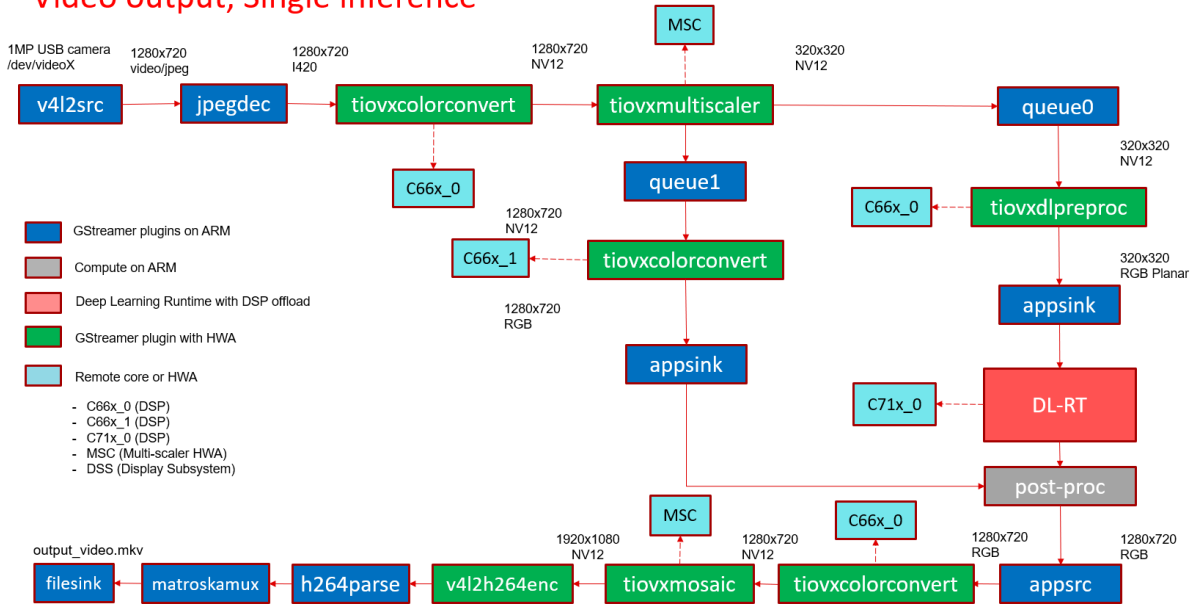 Video output, Single Inference
1MP USB camera
/dev/videoX
1280x720
video/jpeg
1280x720
I420
1280x720
NV12
MSC
320x320
NV12
v4l2src
jpegdec
tiovxcolorconvert
tiovxmultiscaler
queue0
C66x_0
queue1
320x320
NV12
C66x_0
tiovxdlpreproc
1280x720
NV12
C66x_1
tiovxcolorconvert
320x320
RGB Planar
1280x720
RGB
appsink
appsink
GStreamer plugins on ARM
Compute on ARM
Deep Learning Runtime with DSP offload
GStreamer plugin with HWA
Remote core or HWA
- C66x_0 (DSP)
- C66x_1 (DSP)
- C71x_0 (DSP)
- MSC (Multi-scaler HWA)
- DSS (Display Subsystem)
C71x_0
DL-RT
post-proc
MSC
C66x_0
output_video.mkv
1920x1080
NV12
1280x720
NV12
1280x720
RGB
1280x720
RGB
filesink
matroskamux
h264parse
v4l2h264enc
tiovxmosaic
tiovxcolorconvert
appsrc